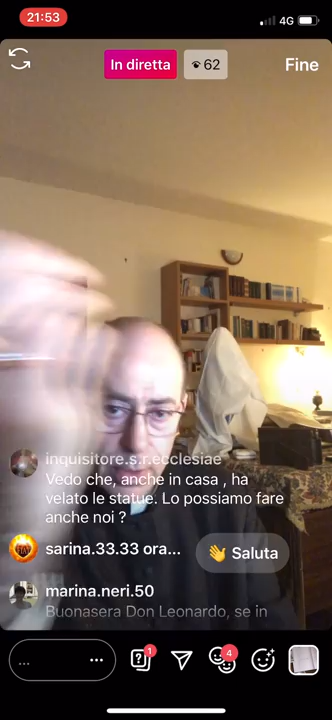 21:53
4G
In diretta
62
Fine
inquisitore.s.r.ecclesiae
Vedo che, anche in casa , ha
velato le statue. Lo possiamo fare
anche noi ?
sarina.33.33 ora...
👋 Saluta
marina.neri.50
Buonasera Don Leonardo, se in
...
?
1
4